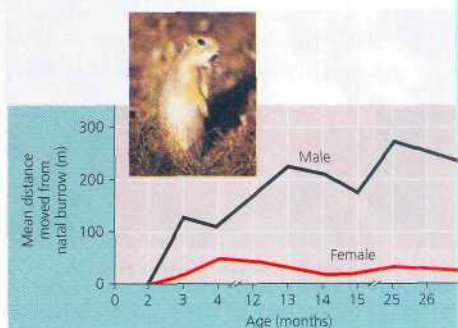 Mean distance
moved from
natal burrow (m)
300
200
100
0
Male
Female
0 2 3 4 12 13 14 15 25 26
Age (months)